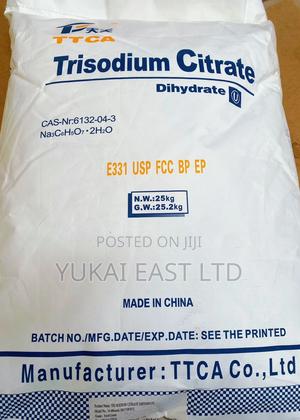 TTCA
Trisodium Citrate
Dihydrate U
CAS-Nr:6132-04-3
Na₃C₆H₅O₇·2H₂O
E331 USP FCC BP EP
N.W.:25kg
G.W.:25.2kg
POSTED ON JIJI
YUKAI EAST LTD
MADE IN CHINA
BATCH NO./MFG.DATE/EXP.DATE: SEE THE PRINTED
Manufacturer:TTCA Co.,Ltd